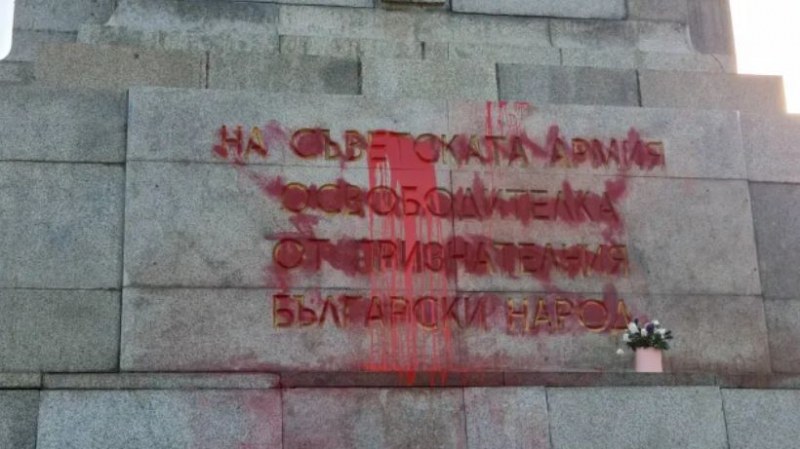 НА СЪВЕТСКАТА АРМИЯ
ОСВОБОДИТЕЛКА
ОТ ПРИЗНАТЕЛНИЯ
БЪЛГАРСКИ НАРОД